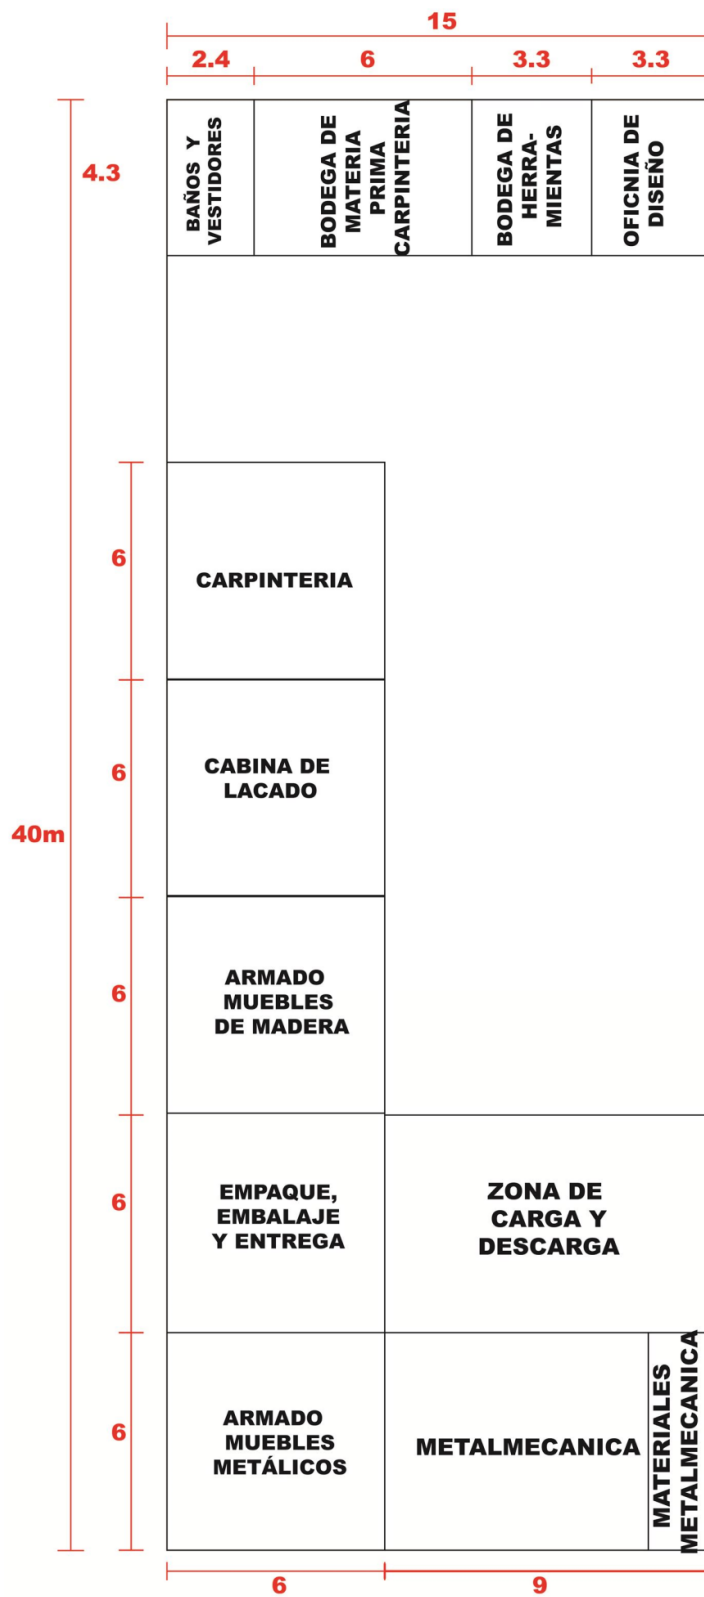 15
2.4
6
3.3
3.3
4.3
BAÑOS Y
VESTIDORES
BODEGA DE
MATERIA
PRIMA
CARPINTERIA
BODEGA DE
HERRA-
MIENTAS
OFICNIA DE
DISEÑO
6
CARPINTERIA
6
CABINA DE
LACADO
40m
6
ARMADO
MUEBLES
DE MADERA
6
EMPAQUE,
EMBALAJE
Y ENTREGA
ZONA DE
CARGA Y
DESCARGA
6
ARMADO
MUEBLES
METÁLICOS
METALMECANICA
MATERIALES
METALMECANICA
6
9